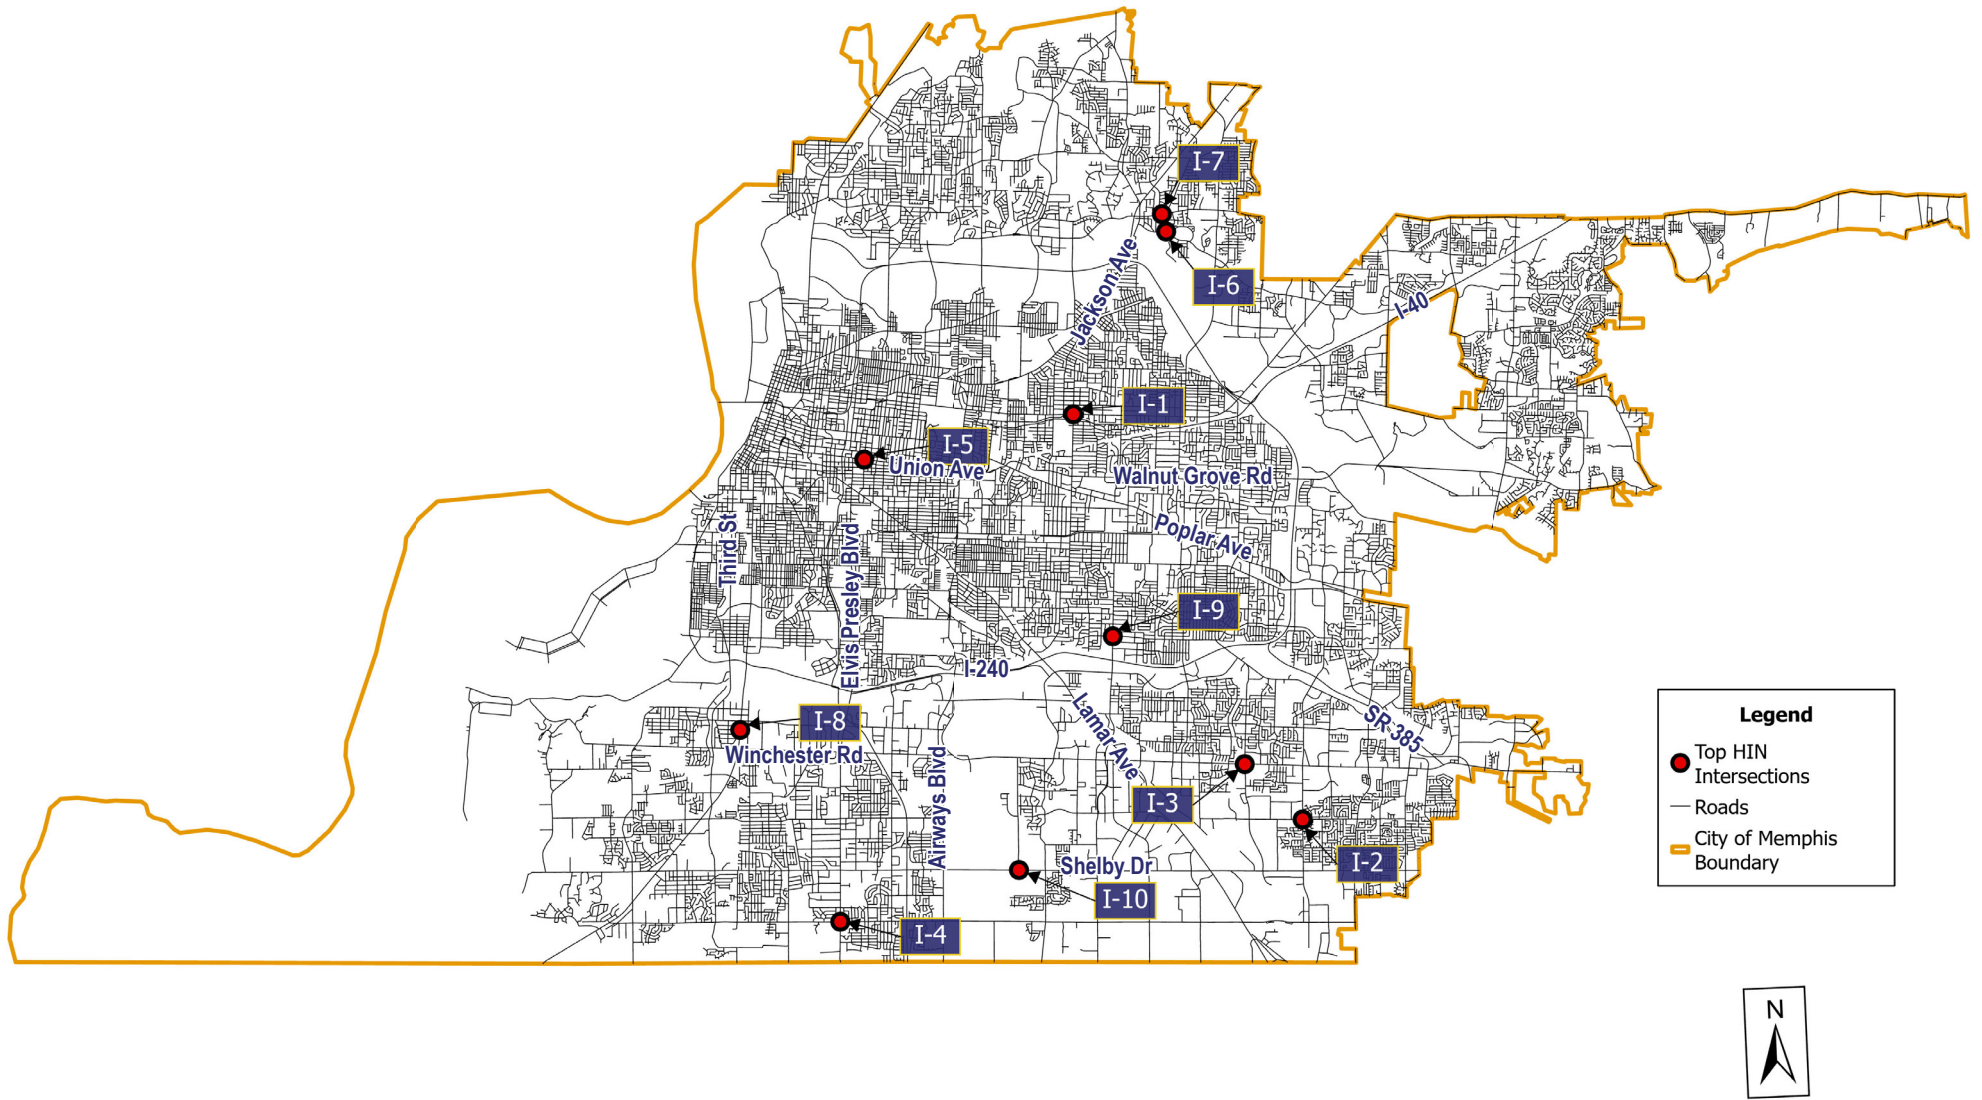 I-7
I-6
Jackson Ave
I-40
I-1
I-5
Union Ave
Walnut Grove Rd
Poplar Ave
Third St
Elvis Presley Blvd
I-9
I-240
I-8
Winchester Rd
Lamar Ave
SR-385
Airways Blvd
I-3
I-2
Shelby Dr
I-10
I-4
Legend
Top HIN
Intersections
Roads
City of Memphis
Boundary
N